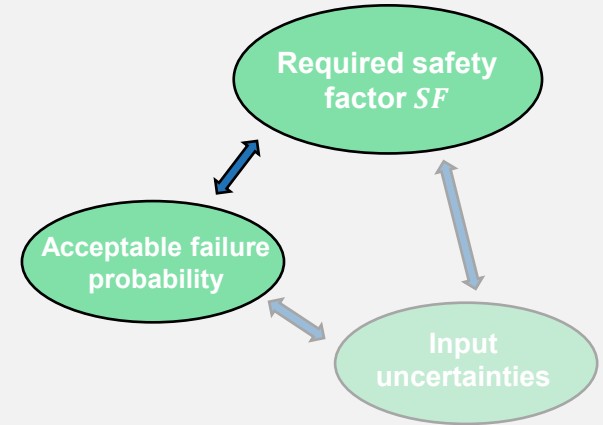 Required safety
factor SF
Acceptable failure
probability
Input
uncertainties